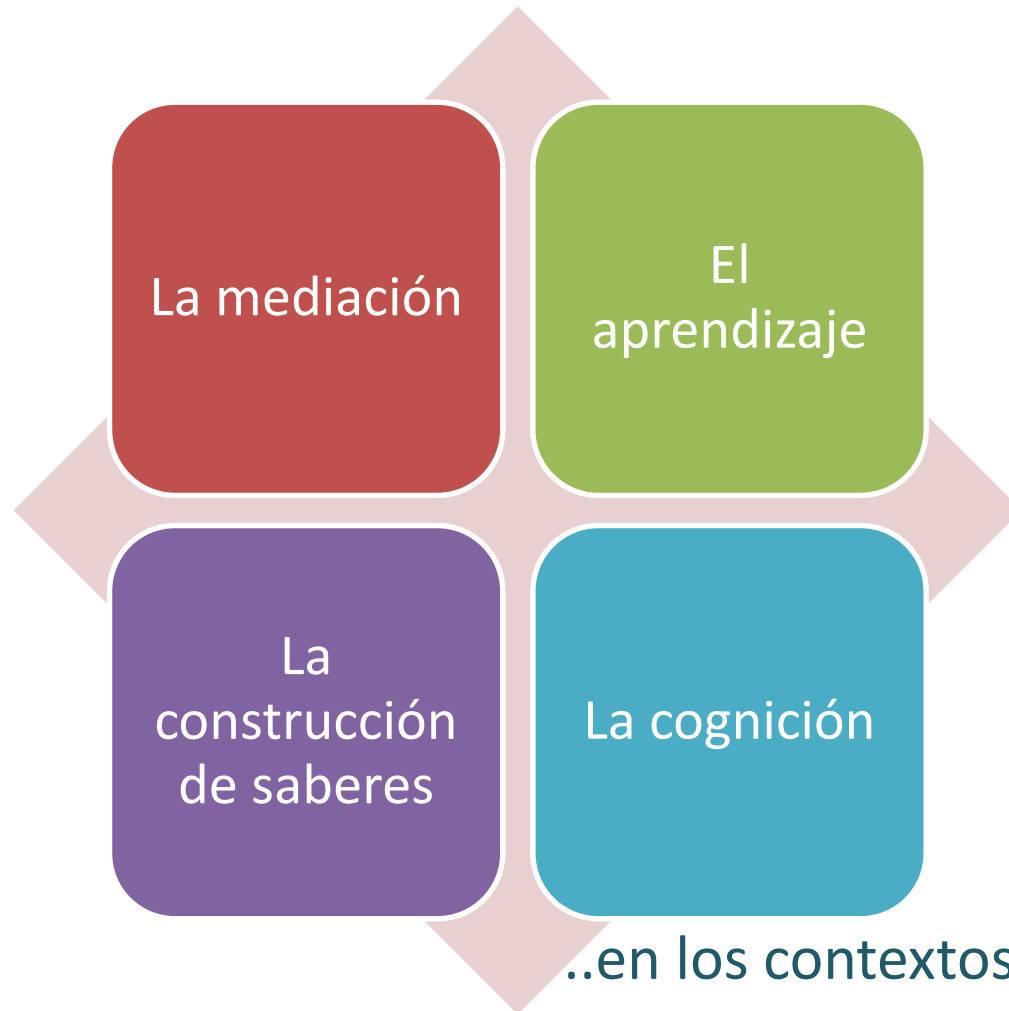 La mediación
El
aprendizaje
La
construcción
de saberes
La cognición
..en los contextos